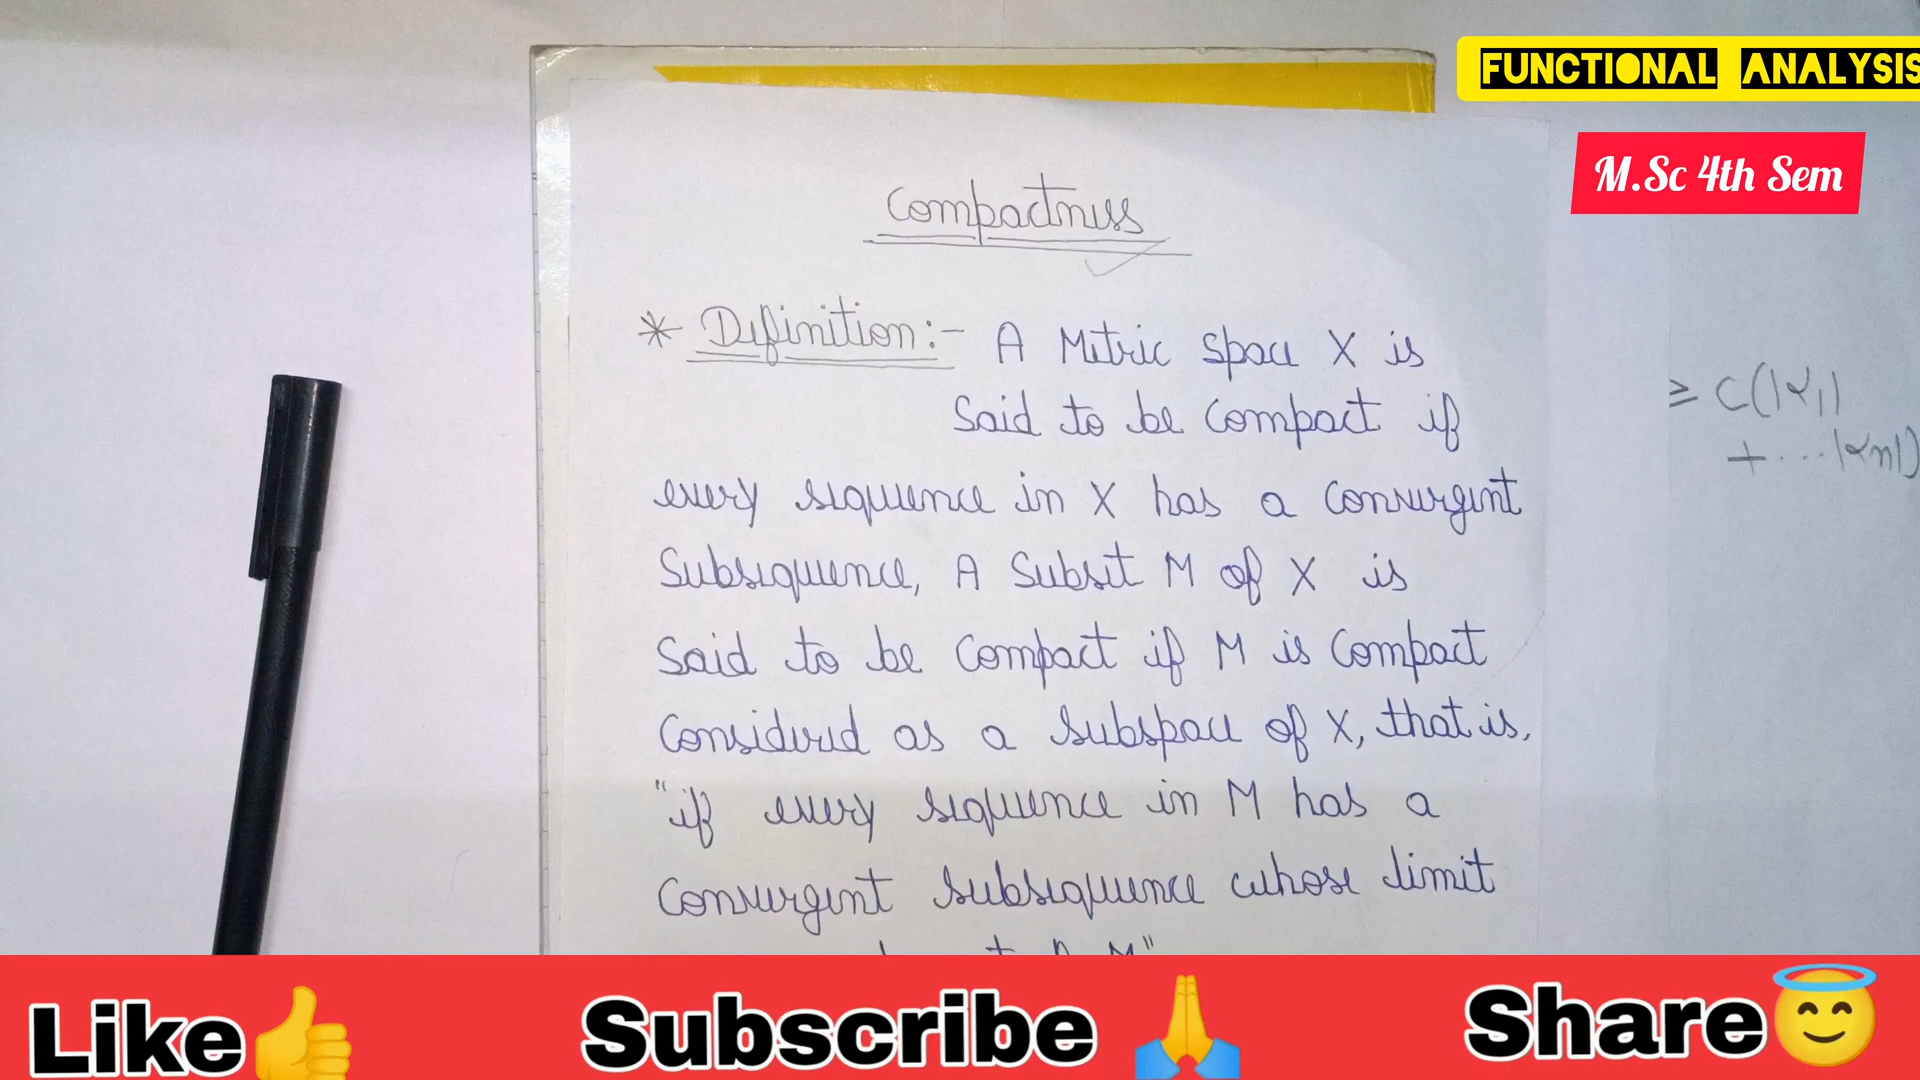 FUNCTIONAL ANALYSIS
M.Sc 4th Sem
Compactness
* Definition:- A Metric space X is
Said to be Compact if
every sequence in X has a Convergent
Subsequence, A Subset M of X is
Said to be Compact if M is Compact
Considered as a Subspace of X, that is,
"if every sequence in M has a
Convergent subsequence whose limit
M"
≥ C(|α1|
+ ... |αn|)
Like
Subscribe
Share